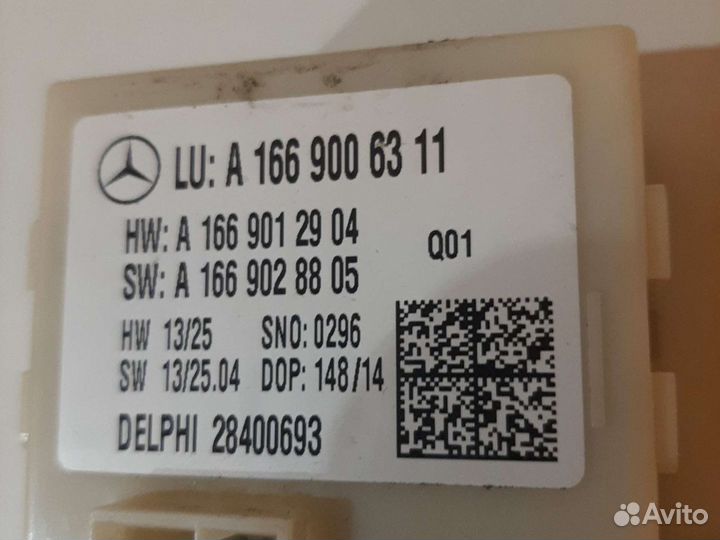 LU: A 166 900 63 11
HW: A 166 901 29 04
SW: A 166 902 88 05
Q01
HW 13/25 SNO: 0296
SW 13/25.04 DOP: 148/14
DELPHI 28400693
Avito